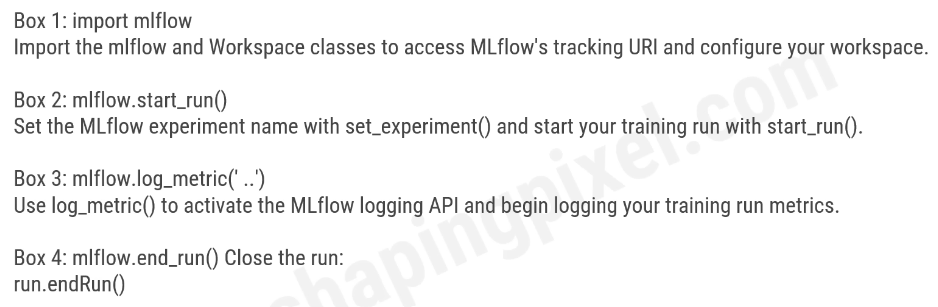 Box 1: import mlflow
Import the mlflow and Workspace classes to access MLflow's tracking URI and configure your workspace.
Box 2: mlflow.start_run()
Set the MLflow experiment name with set_experiment() and start your training run with start_run().
Box 3: mlflow.log_metric(' ..')
Use log_metric() to activate the MLflow logging API and begin logging your training run metrics.
Box 4: mlflow.end_run() Close the run:
run.endRun()
shapingpixel.com